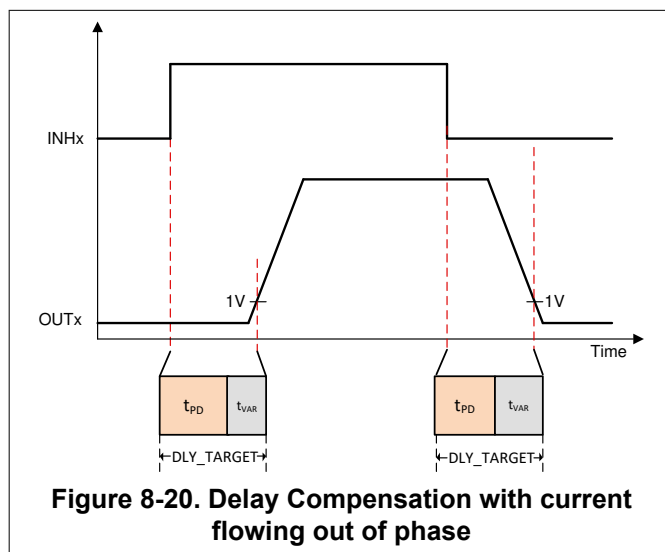 INHx
1V
1V
OUTx
Time
tPD tVAR tPD tVAR
DLY_TARGET DLY_TARGET
Figure 8-20. Delay Compensation with current
flowing out of phase